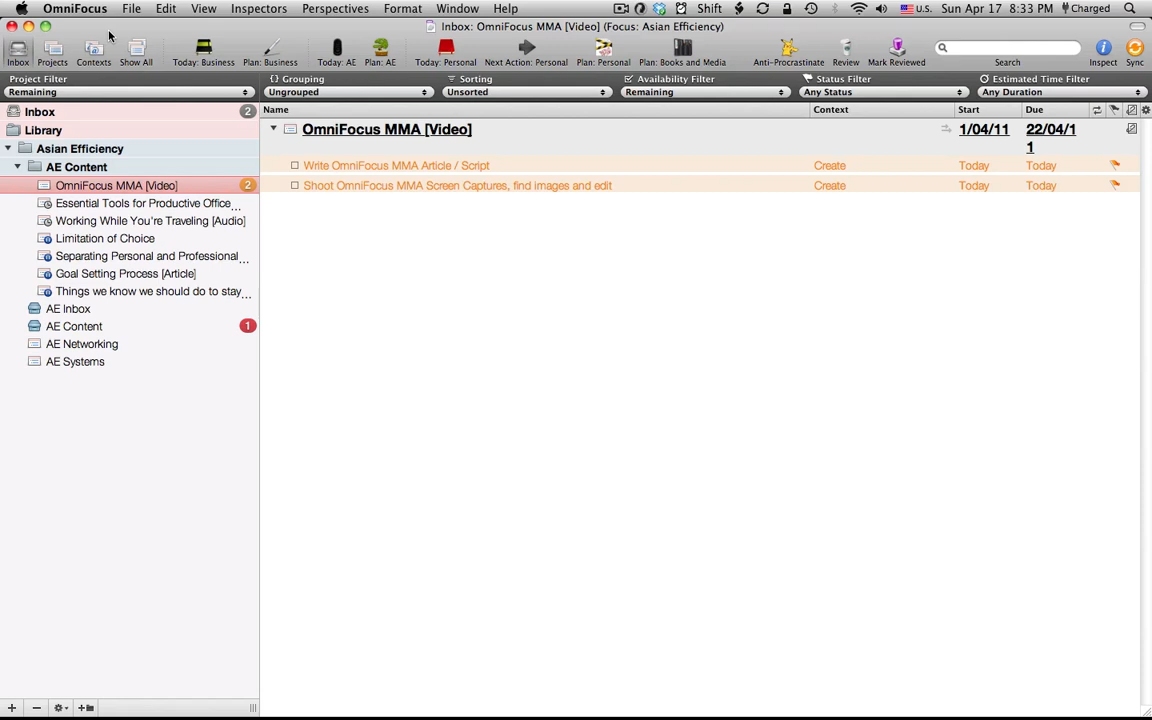 OmniFocus File Edit View Inspectors Perspectives Format Window Help Shift U.S. Sun Apr 17 8:33 PM Charged
Inbox: OmniFocus MMA [Video] (Focus: Asian Efficiency)
Inbox Projects Contexts Show All Today: Business Plan: Business Today: AE Plan: AE Today: Personal Next Action: Personal Plan: Personal Plan: Books and Media Anti-Procrastinate Review Mark Reviewed Search Inspect Sync
Project Filter Grouping Sorting Availability Filter Status Filter Estimated Time Filter
Remaining Ungrouped Unsorted Remaining Any Status Any Duration
Name Context Start Due
Inbox 2
Library
Asian Efficiency
AE Content
OmniFocus MMA [Video] 2
Essential Tools for Productive Office...
Working While You're Traveling [Audio]
Limitation of Choice
Separating Personal and Professional...
Goal Setting Process [Article]
Things we know we should do to stay...
AE Inbox
AE Content 1
AE Networking
AE Systems
OmniFocus MMA [Video] 1/04/11 22/04/1
1
Write OmniFocus MMA Article / Script Create Today Today
Shoot OmniFocus MMA Screen Captures, find images and edit Create Today Today